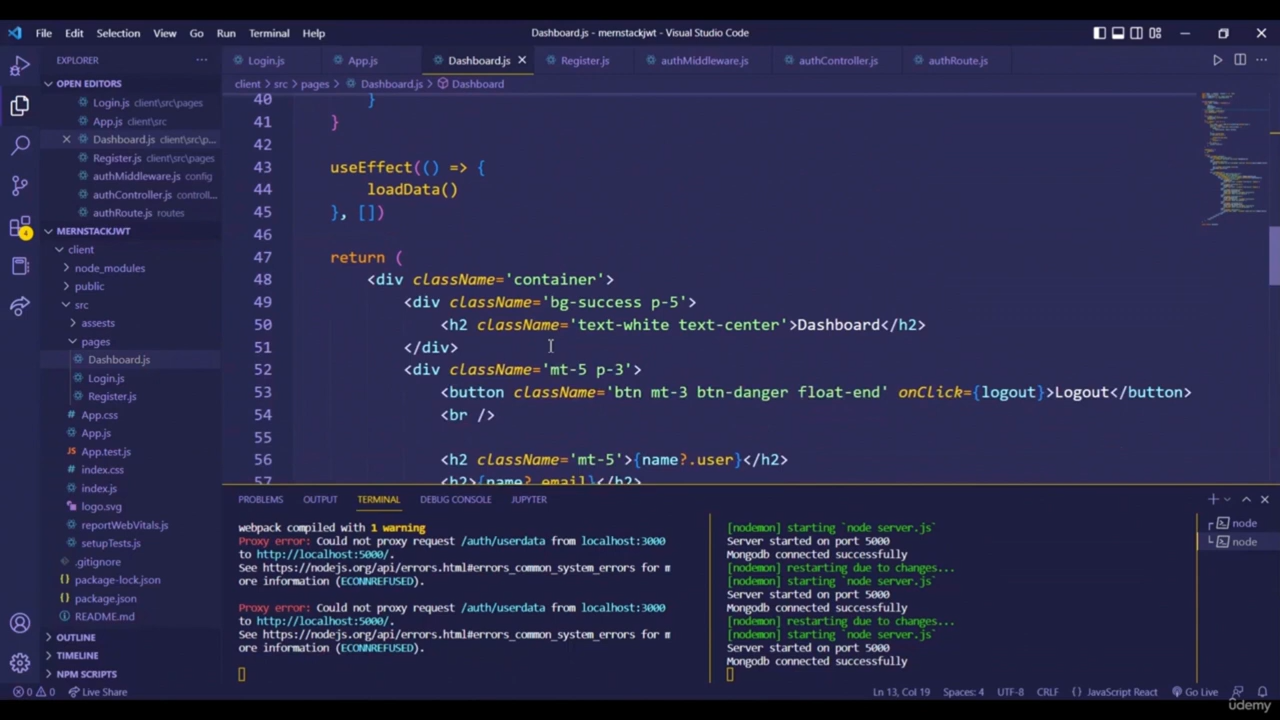 File Edit Selection View Go Run Terminal Help
Dashboard.js - mernstackjwt - Visual Studio Code
EXPLORER
OPEN EDITORS
Login.js client\src\pages
App.js client\src
Dashboard.js client\src\p...
Register.js client\src\pages
authMiddleware.js config
authController.js controll...
authRoute.js routes
MERNSTACKJWT
client
node_modules
public
src
assests
pages
Dashboard.js
Login.js
Register.js
App.css
App.js
App.test.js
index.css
index.js
logo.svg
reportWebVitals.js
setupTests.js
.gitignore
package-lock.json
package.json
README.md
OUTLINE
TIMELINE
NPM SCRIPTS
4
Login.js App.js Dashboard.js Register.js authMiddleware.js authController.js authRoute.js
client > src > pages > Dashboard.js > Dashboard
40 }
41 }
42
43 useEffect(() => {
44 loadData()
45 }, [])
46
47 return (
48 <div className='container'>
49 <div className='bg-success p-5'>
50 <h2 className='text-white text-center'>Dashboard</h2>
51 </div>
52 <div className='mt-5 p-3'>
53 <button className='btn mt-3 btn-danger float-end' onClick={logout}>Logout</button>
54 <br />
55
56 <h2 className='mt-5'>{name?.user}</h2>
57 <h2>{name?.email}</h2>
PROBLEMS OUTPUT TERMINAL DEBUG CONSOLE JUPYTER
webpack compiled with 1 warning
Proxy error: Could not proxy request /auth/userdata from localhost:3000
to http://localhost:5000/.
See https://nodejs.org/api/errors.html#errors_common_system_errors for m
ore information (ECONNREFUSED).
Proxy error: Could not proxy request /auth/userdata from localhost:3000
to http://localhost:5000/.
See https://nodejs.org/api/errors.html#errors_common_system_errors for m
ore information (ECONNREFUSED).
[nodemon] starting `node server.js`
Server started on port 5000
Mongodb connected successfully
[nodemon] restarting due to changes...
[nodemon] starting `node server.js`
Server started on port 5000
Mongodb connected successfully
[nodemon] restarting due to changes...
[nodemon] starting `node server.js`
Server started on port 5000
Mongodb connected successfully
node
node
0 0 Live Share
Ln 13, Col 19 Spaces: 4 UTF-8 CRLF {} JavaScript React Go Live
udemy